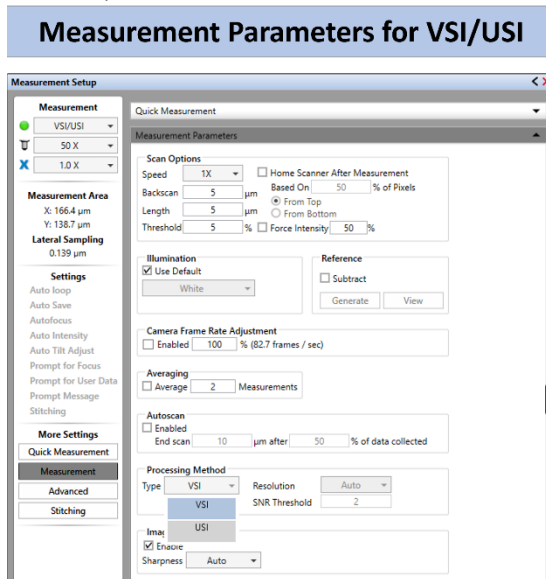 Measurement Parameters for VSI/USI
Measurement Setup
Measurement
VSI/USI
50 X
1.0 X
Measurement Area
X: 166.4 µm
Y: 138.7 µm
Lateral Sampling
0.139 µm
Settings
Auto loop
Auto Save
Autofocus
Auto Intensity
Auto Tilt Adjust
Prompt for Focus
Prompt for User Data
Prompt Message
Stitching
More Settings
Quick Measurement
Measurement
Advanced
Stitching
Quick Measurement
Measurement Parameters
Scan Options
Speed 1X Home Scanner After Measurement
Backscan 5 µm Based On 50 % of Pixels
From Top
Length 5 µm From Bottom
Threshold 5 % Force Intensity 50 %
Illumination
Use Default
White
Reference
Subtract
Generate View
Camera Frame Rate Adjustment
Enabled 100 % (82.7 frames / sec)
Averaging
Average 2 Measurements
Autoscan
Enabled
End scan 10 µm after 50 % of data collected
Processing Method
Type VSI Resolution Auto
VSI SNR Threshold 2
USI
Enable
Sharpness Auto